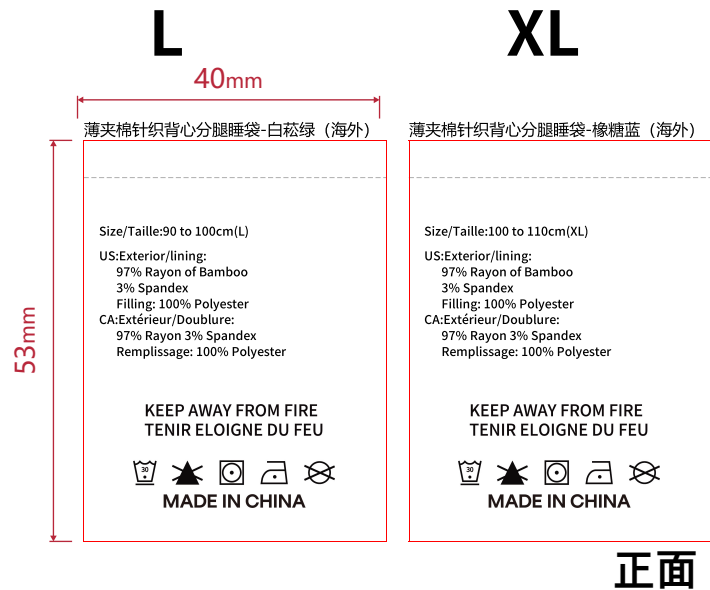 L
40mm
薄夹棉针织背心分腿睡袋-白菘绿（海外）
53mm
Size/Taille:90 to 100cm(L)
US:Exterior/lining:
97% Rayon of Bamboo
3% Spandex
Filling: 100% Polyester
CA:Extérieur/Doublure:
97% Rayon 3% Spandex
Remplissage: 100% Polyester
KEEP AWAY FROM FIRE
TENIR ELOIGNE DU FEU
30
MADE IN CHINA
XL
薄夹棉针织背心分腿睡袋-橡糖蓝（海外）
Size/Taille:100 to 110cm(XL)
US:Exterior/lining:
97% Rayon of Bamboo
3% Spandex
Filling: 100% Polyester
CA:Extérieur/Doublure:
97% Rayon 3% Spandex
Remplissage: 100% Polyester
KEEP AWAY FROM FIRE
TENIR ELOIGNE DU FEU
30
MADE IN CHINA
正面